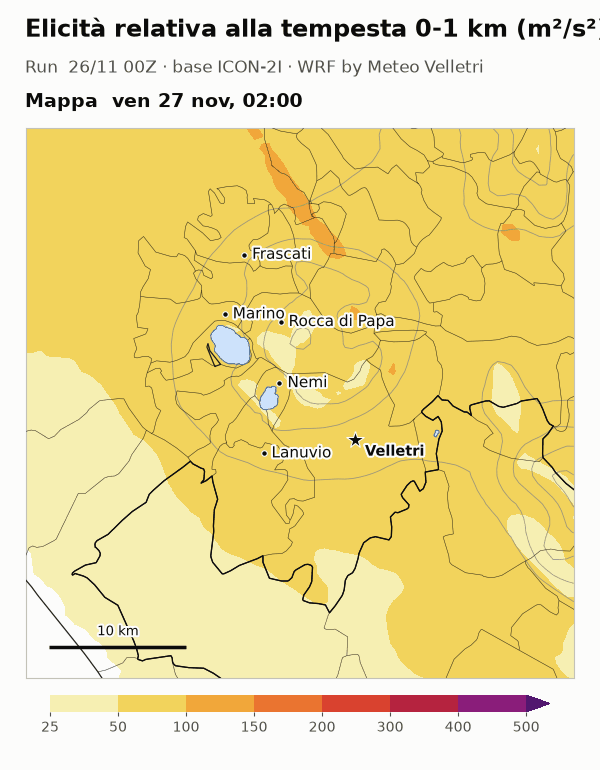 Elicità relativa alla tempesta 0-1 km (m²/s²)
Run  26/11 00Z · base ICON-2I · WRF by Meteo Velletri
Mappa  ven 27 nov, 02:00
Frascati
Marino
Rocca di Papa
Nemi
Velletri
Lanuvio
10 km
25 50 100 150 200 300 400 500